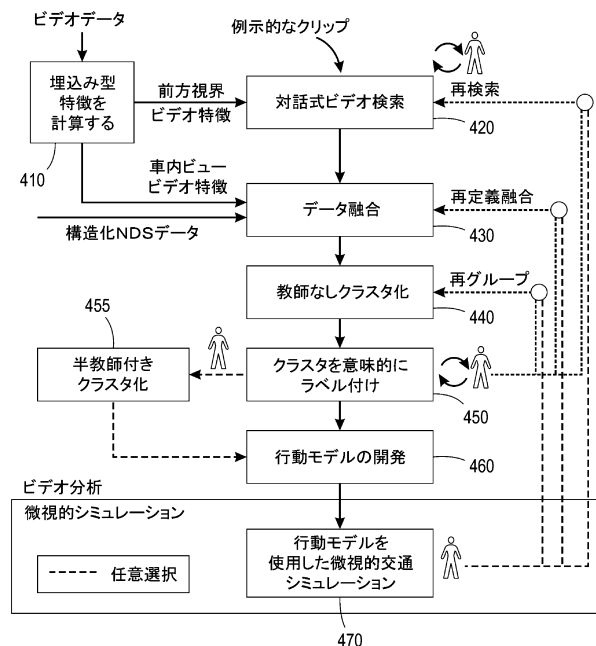 ビデオデータ
例示的なクリップ
埋込み型
特徴を
計算する
410
前方視界
ビデオ特徴
対話式ビデオ検索
420
再検索
車内ビュー
ビデオ特徴
構造化NDSデータ
データ融合
430
再定義融合
教師なしクラスタ化
440
再グループ
455
半教師付き
クラスタ化
クラスタを意味的に
ラベル付け
450
行動モデルの開発
460
ビデオ分析
微視的シミュレーション
行動モデルを
使用した微視的交通
シミュレーション
470
任意選択